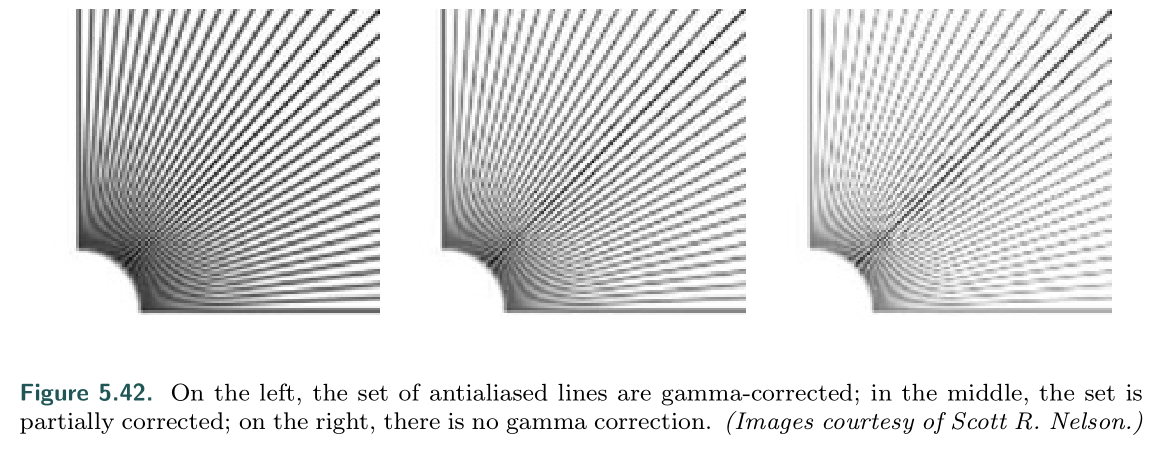 Figure 5.42. On the left, the set of antialiased lines are gamma-corrected; in the middle, the set is
partially corrected; on the right, there is no gamma correction. (Images courtesy of Scott R. Nelson.)